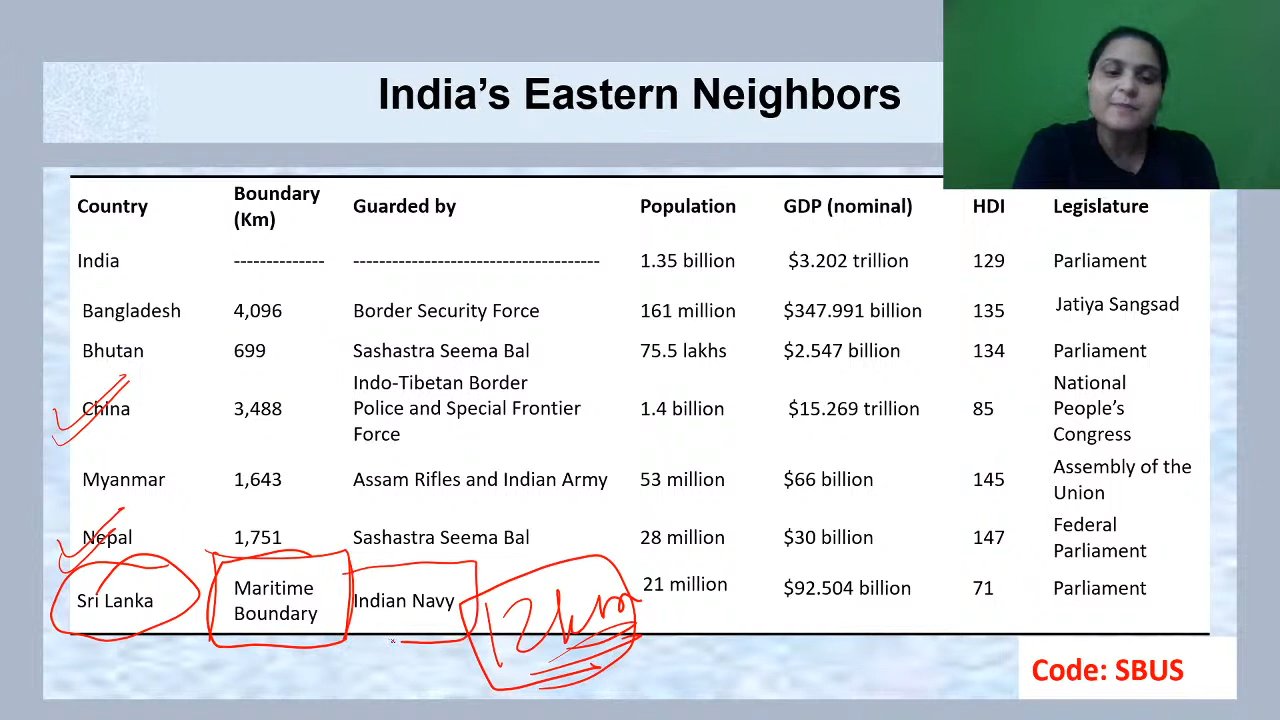 India's Eastern Neighbors
Country Boundary (Km) Guarded by Population GDP (nominal) HDI Legislature
India -------------- ------------------------------------- 1.35 billion $3.202 trillion 129 Parliament
Bangladesh 4,096 Border Security Force 161 million $347.991 billion 135 Jatiya Sangsad
Bhutan 699 Sashastra Seema Bal 75.5 lakhs $2.547 billion 134 Parliament
China 3,488 Indo-Tibetan Border Police and Special Frontier Force 1.4 billion $15.269 trillion 85 National People's Congress
Myanmar 1,643 Assam Rifles and Indian Army 53 million $66 billion 145 Assembly of the Union
Nepal 1,751 Sashastra Seema Bal 28 million $30 billion 147 Federal Parliament
Sri Lanka Maritime Boundary Indian Navy 21 million $92.504 billion 71 Parliament
12km
Code: SBUS